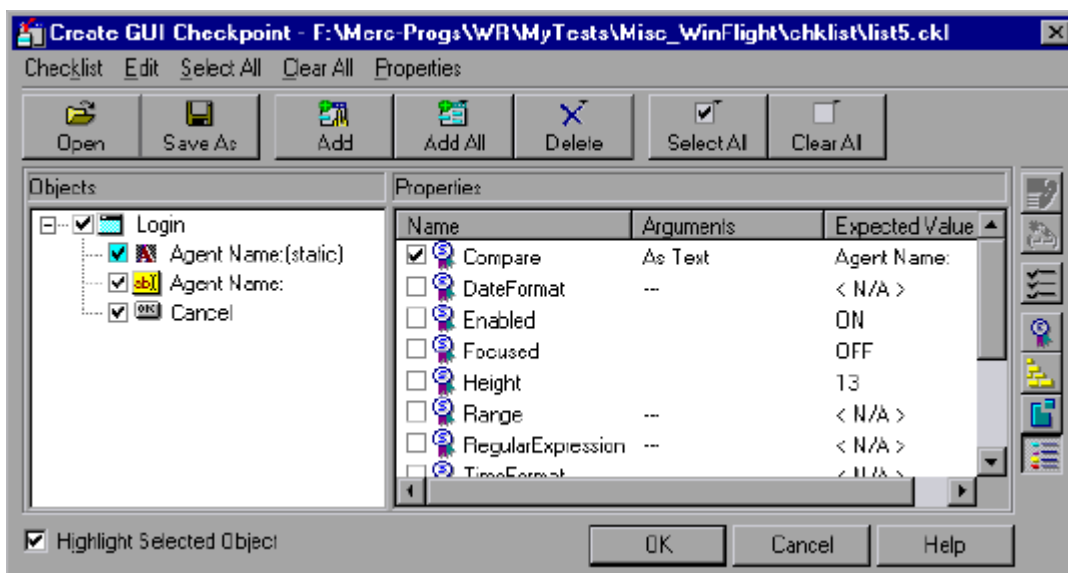 Create GUI Checkpoint - F:\Merc-Progs\WR\MyTests\Misc_WinFlight\chklist\list5.ckl
Checklist Edit Select All Clear All Properties
Open Save As Add Add All Delete Select All Clear All
Objects Properties
Name Arguments Expected Value
Login
Agent Name:(static)
Agent Name:
Cancel
Compare As Text Agent Name:
DateFormat --- < N/A >
Enabled ON
Focused OFF
Height 13
Range --- < N/A >
RegularExpression --- < N/A >
TimeFormat --- < N/A >
Highlight Selected Object
OK Cancel Help